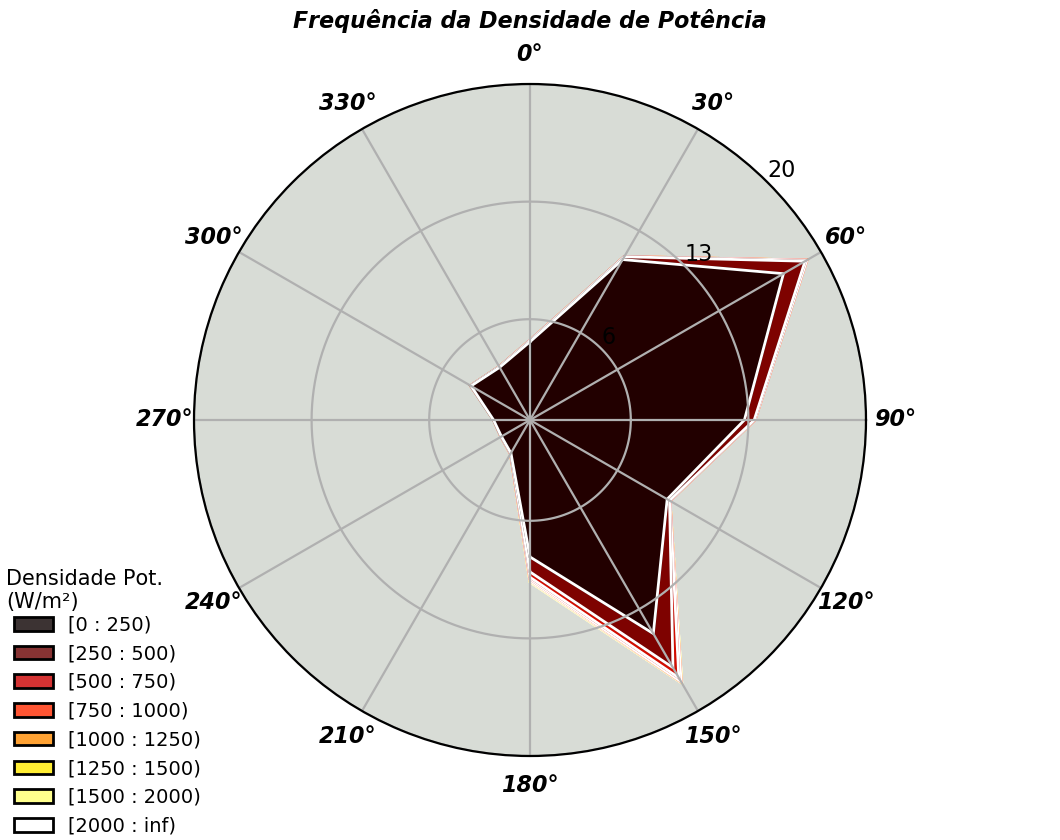 Frequência da Densidade de Potência
0°
330°
30°
20
300°
60°
13
6
270°
90°
240°
120°
210°
150°
180°
Densidade Pot.
(W/m²)
[0 : 250)
[250 : 500)
[500 : 750)
[750 : 1000)
[1000 : 1250)
[1250 : 1500)
[1500 : 2000)
[2000 : inf)